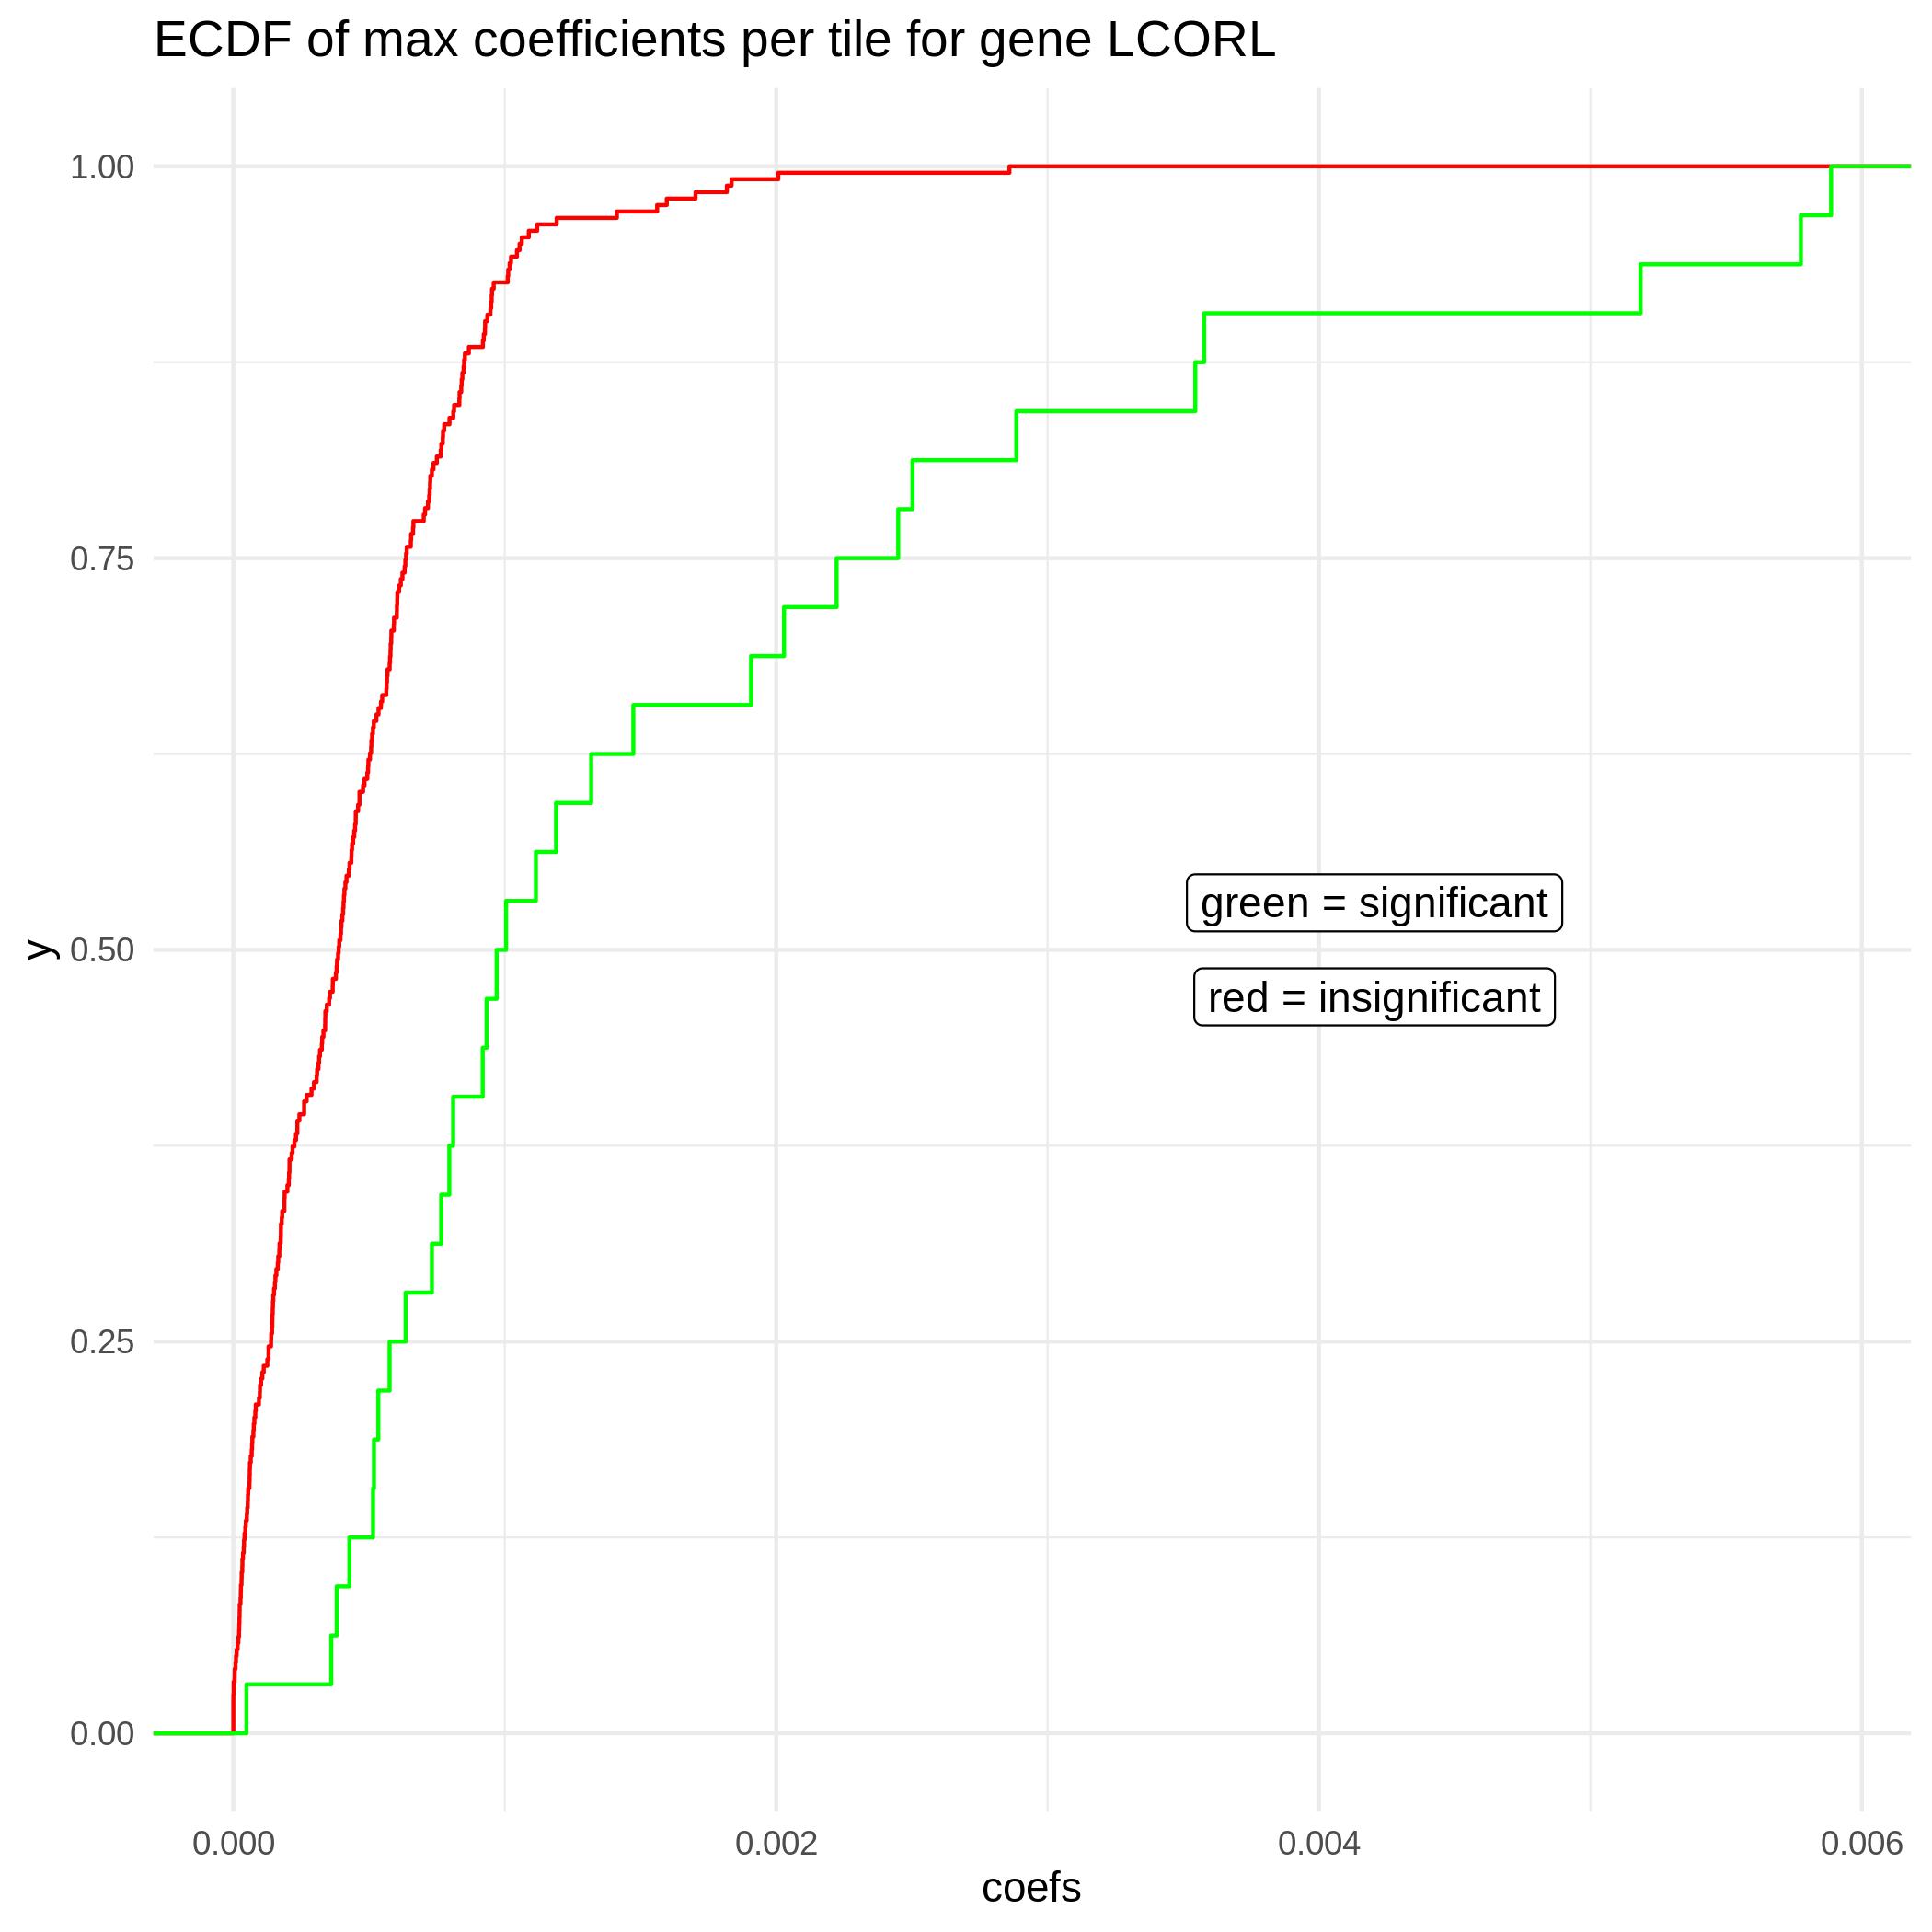 ECDF of max coefficients per tile for gene LCORL
1.00
0.75
0.50
0.25
0.00
y
green = significant
red = insignificant
0.000
0.002
0.004
0.006
coefs